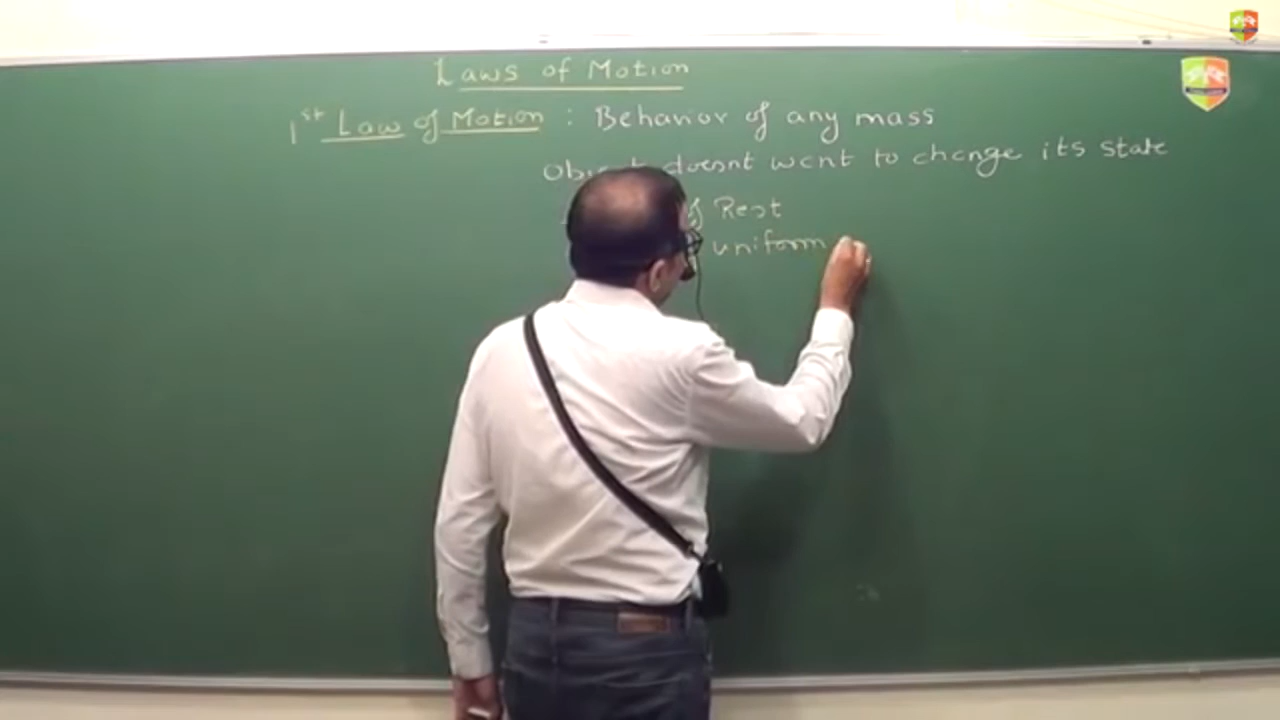 Laws of Motion
1st Law of Motion : Behavior of any mass
doesnt want to change its state
of Rest
uniform